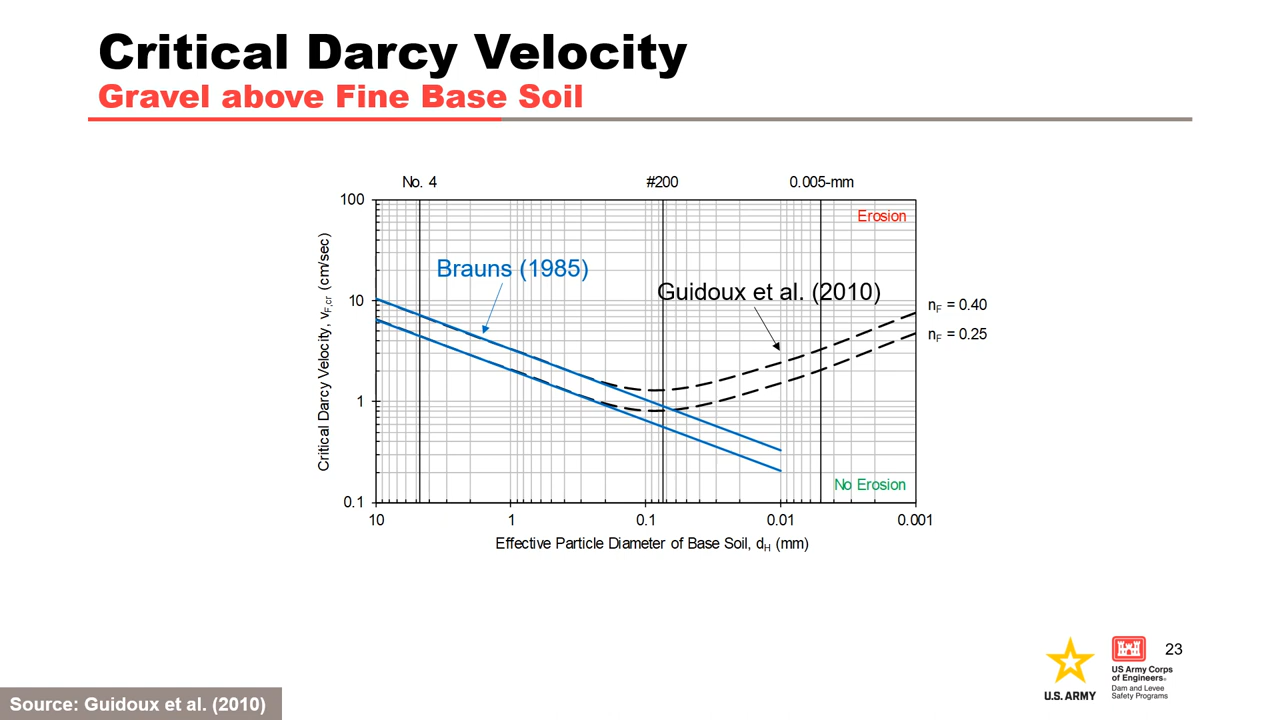 Critical Darcy Velocity
Gravel above Fine Base Soil
No. 4
#200
0.005-mm
100
10
1
0.1
Critical Darcy Velocity, vF,cr (cm/sec)
Erosion
Brauns (1985)
Guidoux et al. (2010)
nF = 0.40
nF = 0.25
No Erosion
10
1
0.1
0.01
0.001
Effective Particle Diameter of Base Soil, dH (mm)
U.S. ARMY
US Army Corps
of Engineers®
Dam and Levee
Safety Programs
23
Source: Guidoux et al. (2010)